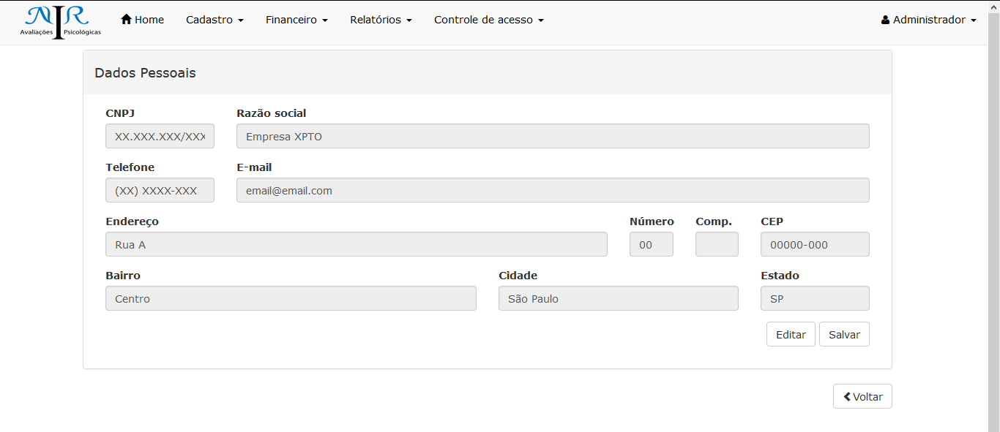 NIR
Avaliações Psicológicas
Home Cadastro Financeiro Relatórios Controle de acesso Administrador
Dados Pessoais
CNPJ Razão social
XX.XXX.XXX/XXX Empresa XPTO
Telefone E-mail
(XX) XXXX-XXX email@email.com
Endereço Número Comp. CEP
Rua A 00 00000-000
Bairro Cidade Estado
Centro São Paulo SP
Editar Salvar
Voltar